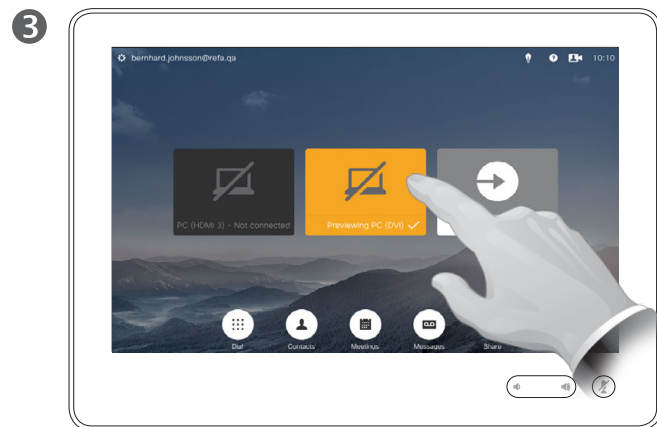 3
bernhard.johnsson@refa.qa
10:10
PC (HDMI 3) – Not connected
Previewing PC (DVI)
Dial
Contacts
Meetings
Messages
Share